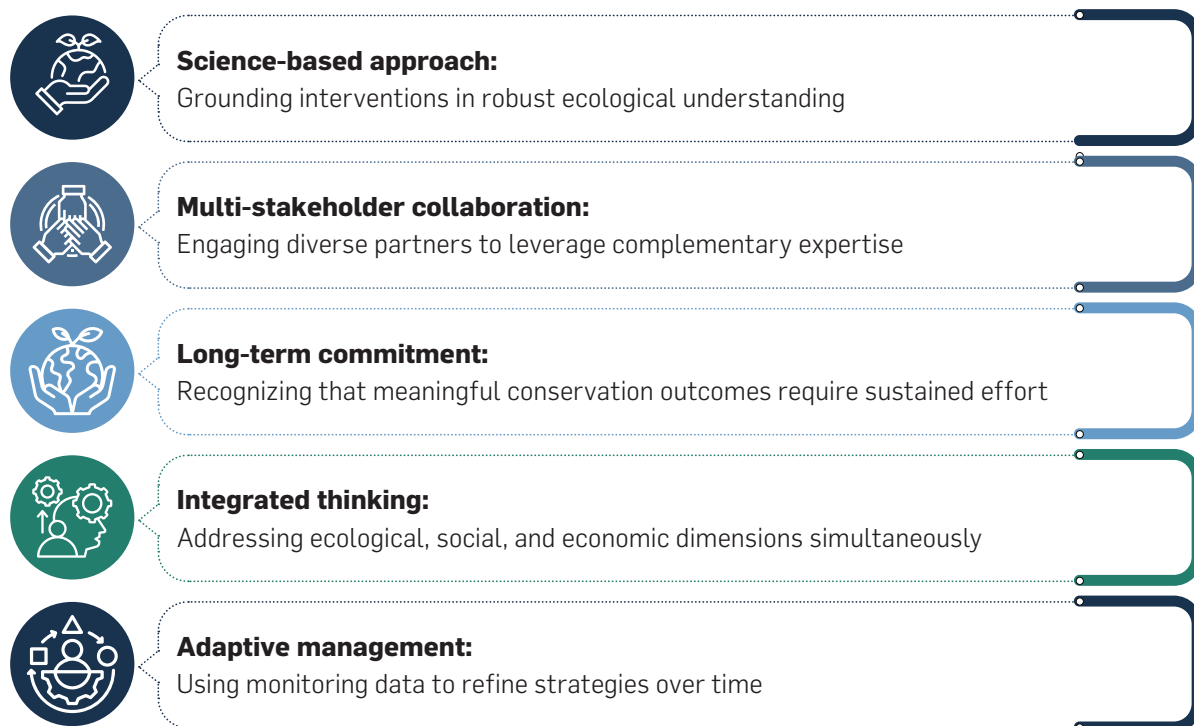 Science-based approach:
Grounding interventions in robust ecological understanding
Multi-stakeholder collaboration:
Engaging diverse partners to leverage complementary expertise
Long-term commitment:
Recognizing that meaningful conservation outcomes require sustained effort
Integrated thinking:
Addressing ecological, social, and economic dimensions simultaneously
Adaptive management:
Using monitoring data to refine strategies over time